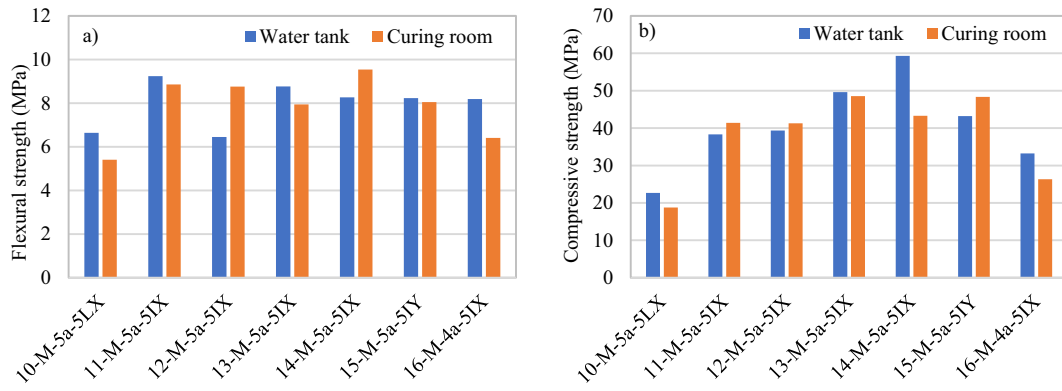 a)
Water tank
Curing room
Flexural strength (MPa)
12
10
8
6
4
2
0
10-M-5a-5LX
11-M-5a-5IX
12-M-5a-5IX
13-M-5a-5IX
14-M-5a-5IX
15-M-5a-5IY
16-M-4a-5IX
b)
Water tank
Curing room
Compressive strength (MPa)
70
60
50
40
30
20
10
0
10-M-5a-5LX
11-M-5a-5IX
12-M-5a-5IX
13-M-5a-5IX
14-M-5a-5IX
15-M-5a-5IY
16-M-4a-5IX